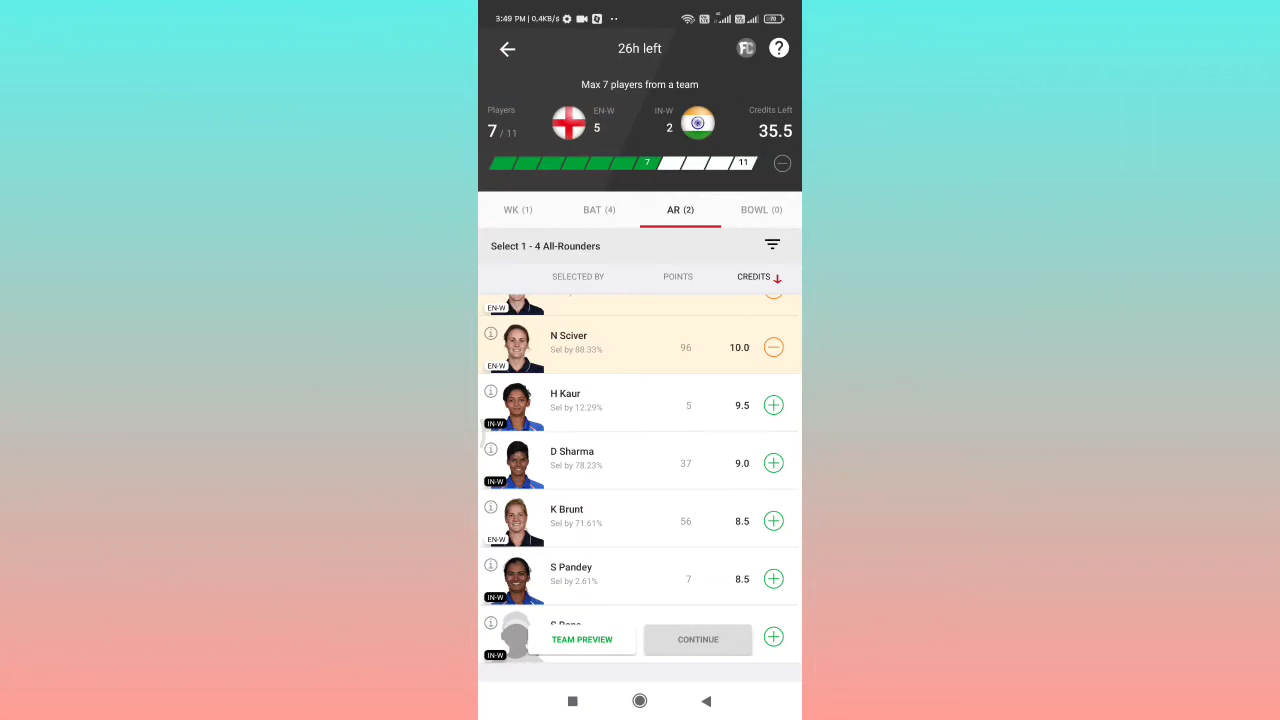 3:49 PM | 0.4KB/s
26h left
FC
?
Max 7 players from a team
Players
EN-W
IN-W
Credits Left
7 / 11
5
2
35.5
7
11
WK (1)
BAT (4)
AR (2)
BOWL (0)
Select 1 - 4 All-Rounders
SELECTED BY
POINTS
CREDITS
EN-W
N Sciver
Sel by 88.33%
96
10.0
EN-W
H Kaur
Sel by 12.29%
5
9.5
IN-W
D Sharma
Sel by 78.23%
37
9.0
IN-W
K Brunt
Sel by 71.61%
56
8.5
EN-W
S Pandey
Sel by 2.61%
7
8.5
IN-W
TEAM PREVIEW
CONTINUE
IN-W